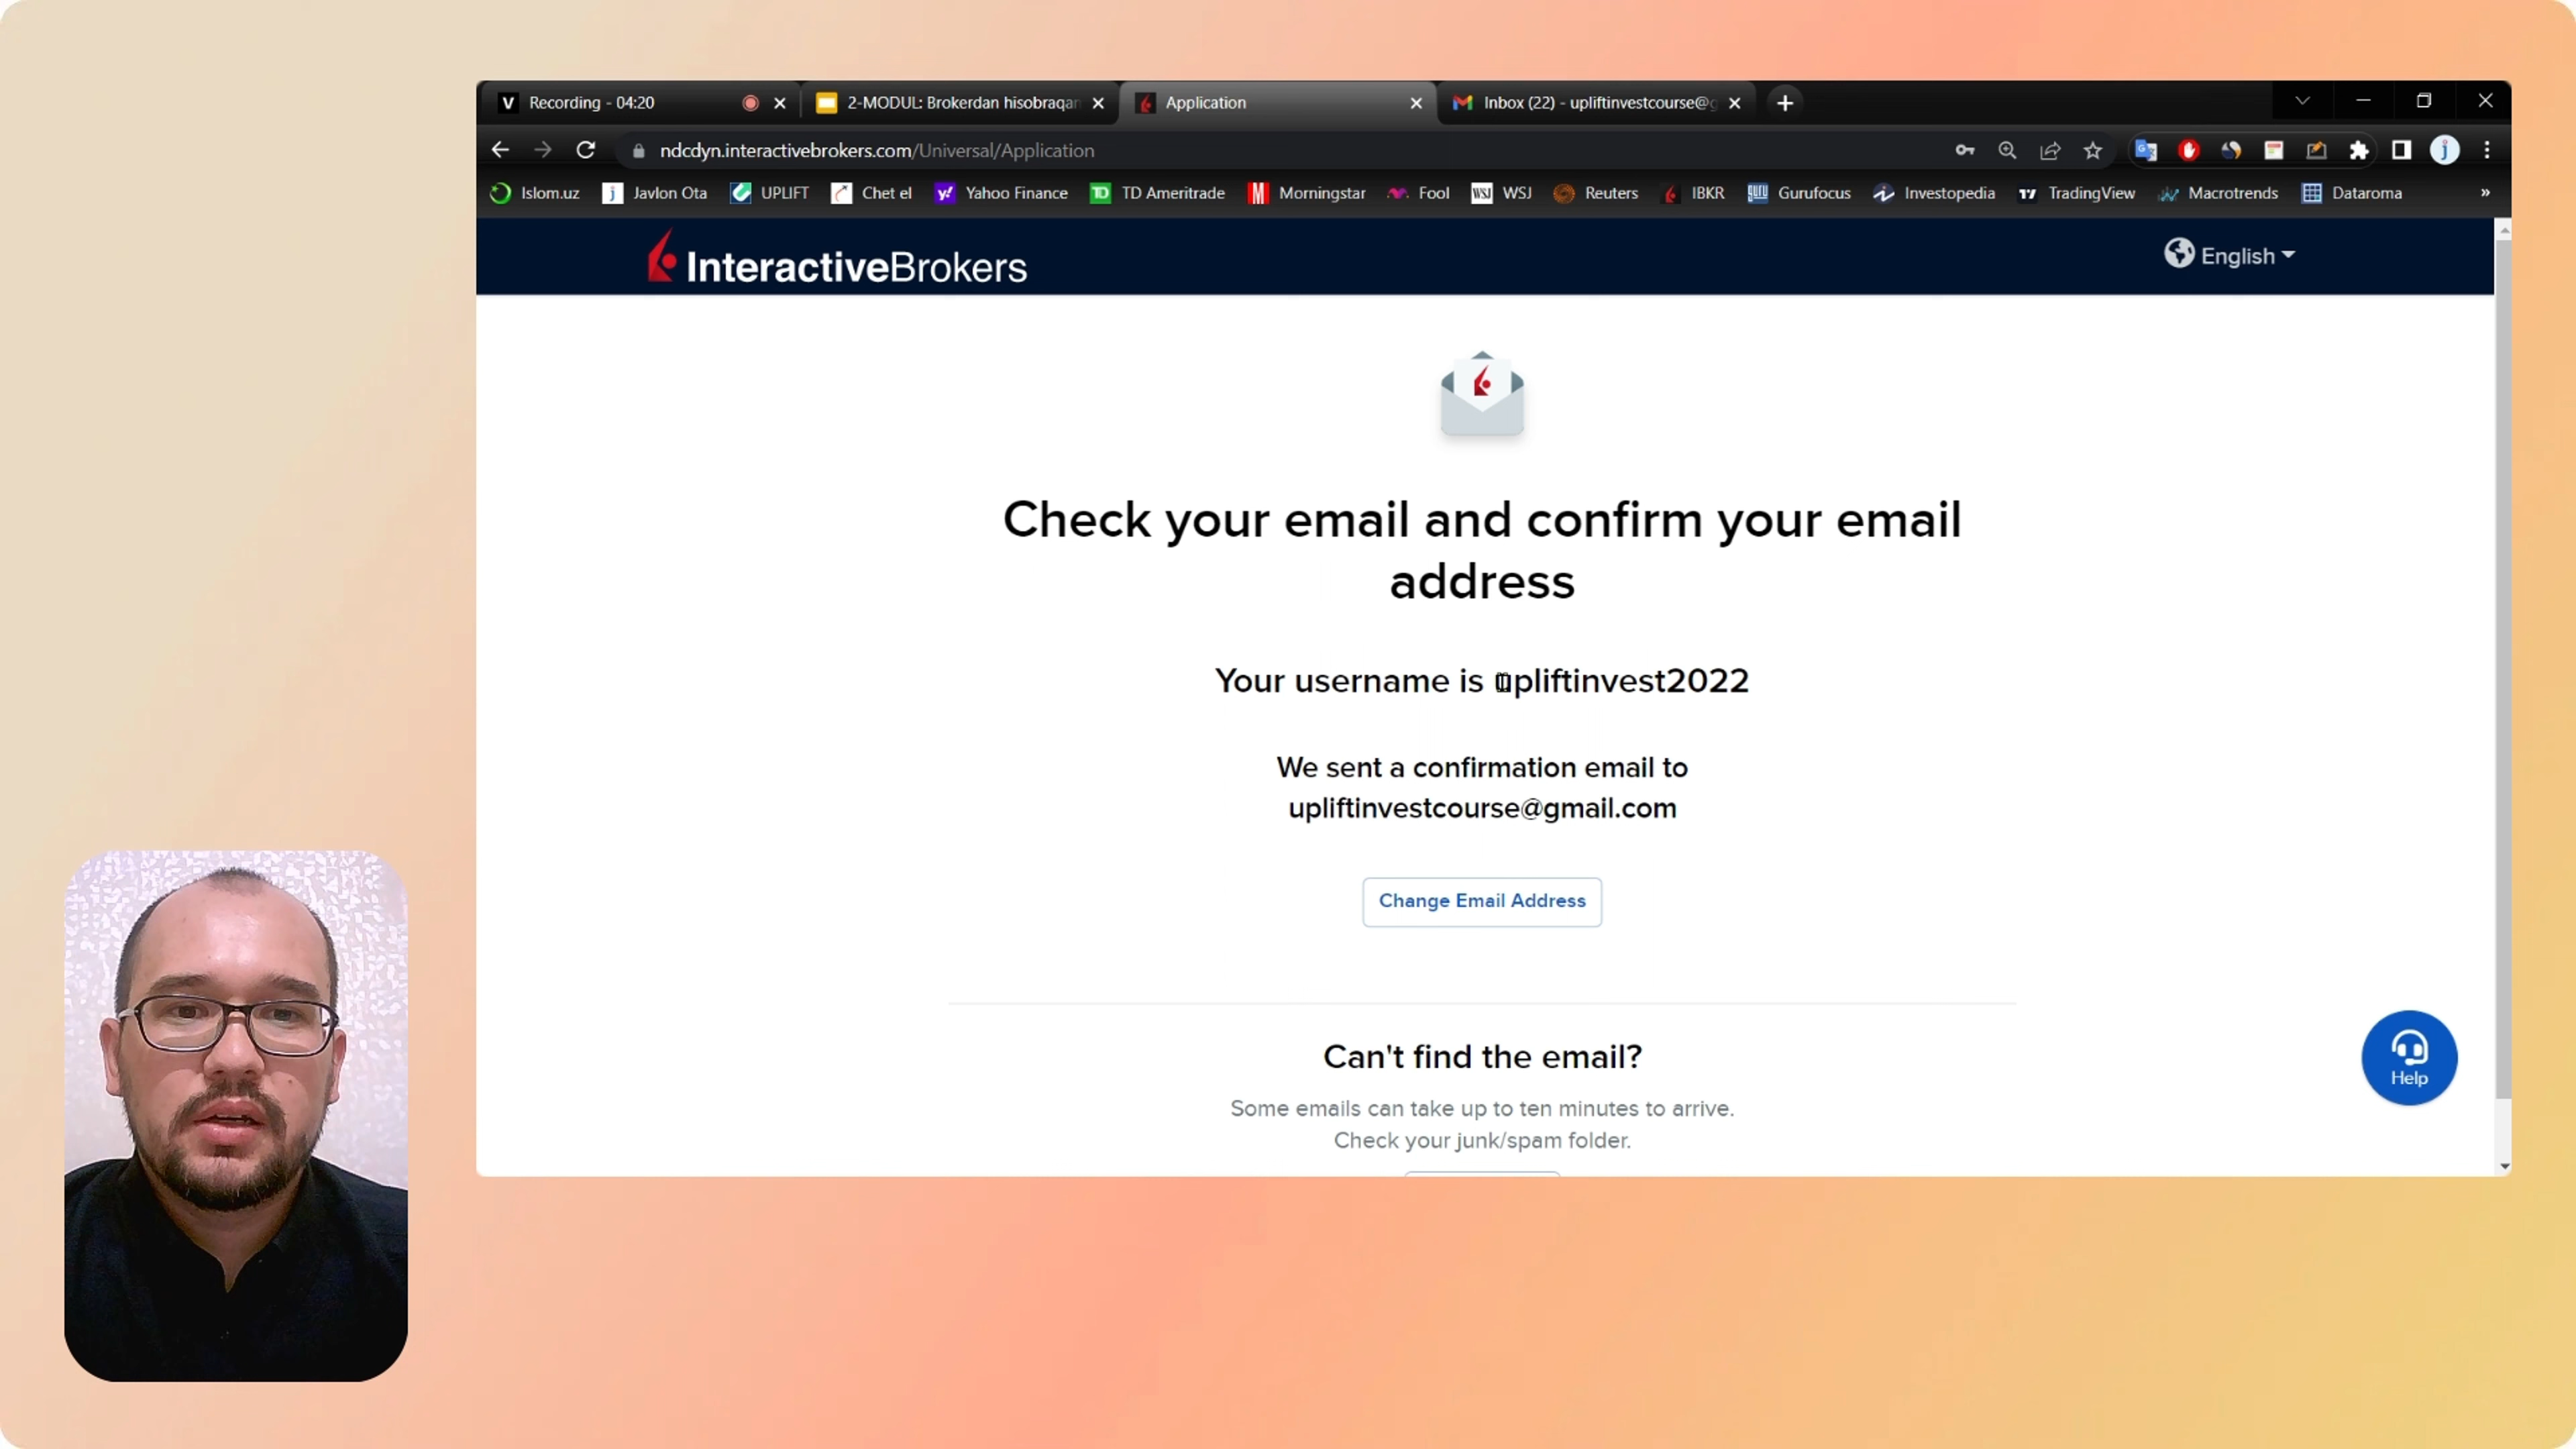 Recording - 04:20
2-MODUL: Brokerdan hisobraqan
Application
Inbox (22) - upliftinvestcourse@g
ndcdyn.interactivebrokers.com/Universal/Application
Islom.uz
Javlon Ota
UPLIFT
Chet el
Yahoo Finance
TD Ameritrade
Morningstar
Fool
WSJ
Reuters
IBKR
Gurufocus
Investopedia
TradingView
Macrotrends
Dataroma
InteractiveBrokers
English
Check your email and confirm your email
address
Your username is upliftinvest2022
We sent a confirmation email to
upliftinvestcourse@gmail.com
Change Email Address
Can't find the email?
Some emails can take up to ten minutes to arrive.
Check your junk/spam folder.
Help